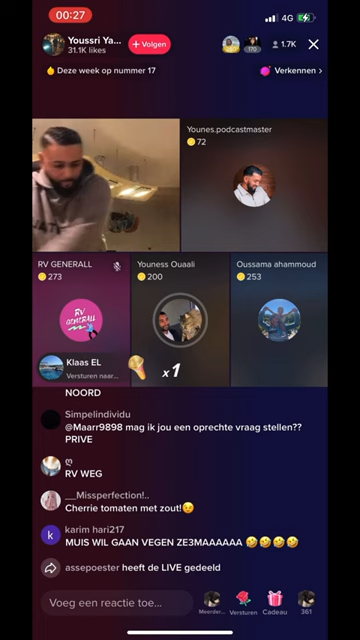 00:27
4G
Youssri Ya...
31.1K likes
+ Volgen
170
1.7K
Deze week op nummer 17
Verkennen >
Younes.podcastmaster
72
RV GENERALL
273
Youness Ouaali
200
Oussama ahammoud
253
RV
GENERALL
Klaas EL
Versturen naar...
x1
NOORD
Simpelindividu
@Maarr9898 mag ik jou een oprechte vraag stellen??
PRIVE
ღ
RV WEG
__Missperfection!..
Cherrie tomaten met zout!😉
k
karim hari217
MUIS WIL GAAN VEGEN ZE3MAAAAAA 🤣🤣🤣🤣
assepoester heeft de LIVE gedeeld
Voeg een reactie toe...
Meerder...
Versturen
Cadeau
361